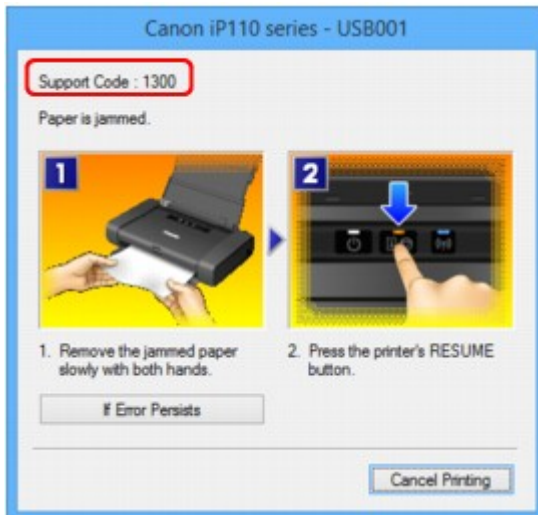 Canon iP110 series - USB001
Support Code : 1300
Paper is jammed.
1
2
1. Remove the jammed paper
slowly with both hands.
2. Press the printer's RESUME
button.
If Error Persists
Cancel Printing